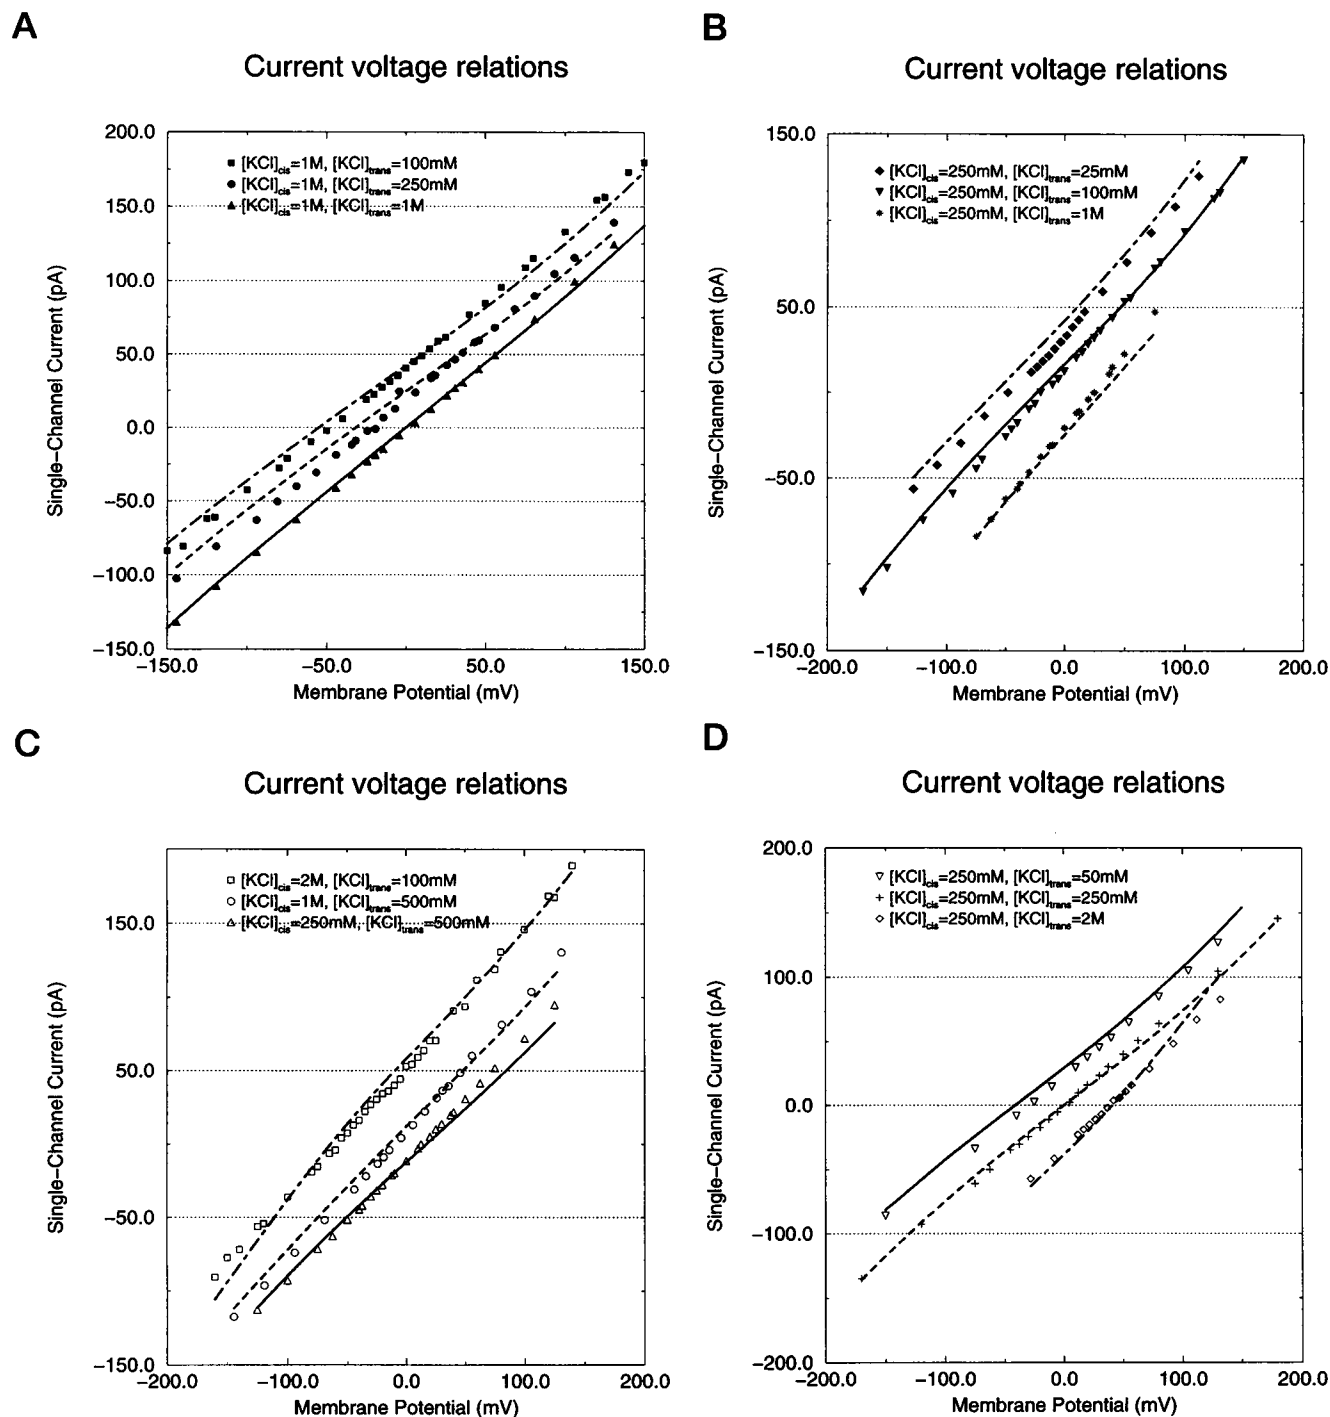 A
Current voltage relations
200.0
150.0
100.0
50.0
0.0
−50.0
−100.0
−150.0
−150.0
−50.0
50.0
150.0
Single−Channel Current (pA)
Membrane Potential (mV)
[KCl]cis=1M, [KCl]trans=100mM
[KCl]cis=1M, [KCl]trans=250mM
[KCl]cis=1M, [KCl]trans=1M
B
Current voltage relations
150.0
50.0
−50.0
−150.0
−200.0
−100.0
0.0
100.0
200.0
Single−Channel Current (pA)
Membrane Potential (mV)
[KCl]cis=250mM, [KCl]trans=25mM
[KCl]cis=250mM, [KCl]trans=100mM
[KCl]cis=250mM, [KCl]trans=1M
C
Current voltage relations
150.0
50.0
−50.0
−150.0
−200.0
−100.0
0.0
100.0
200.0
Single−Channel Current (pA)
Membrane Potential (mV)
[KCl]cis=2M, [KCl]trans=100mM
[KCl]cis=1M, [KCl]trans=500mM
[KCl]cis=250mM, [KCl]trans=500mM
D
Current voltage relations
200.0
100.0
0.0
−100.0
−200.0
−200.0
−100.0
0.0
100.0
200.0
Single−Channel Current (pA)
Membrane Potential (mV)
[KCl]cis=250mM, [KCl]trans=50mM
[KCl]cis=250mM, [KCl]trans=250mM
[KCl]cis=250mM, [KCl]trans=2M